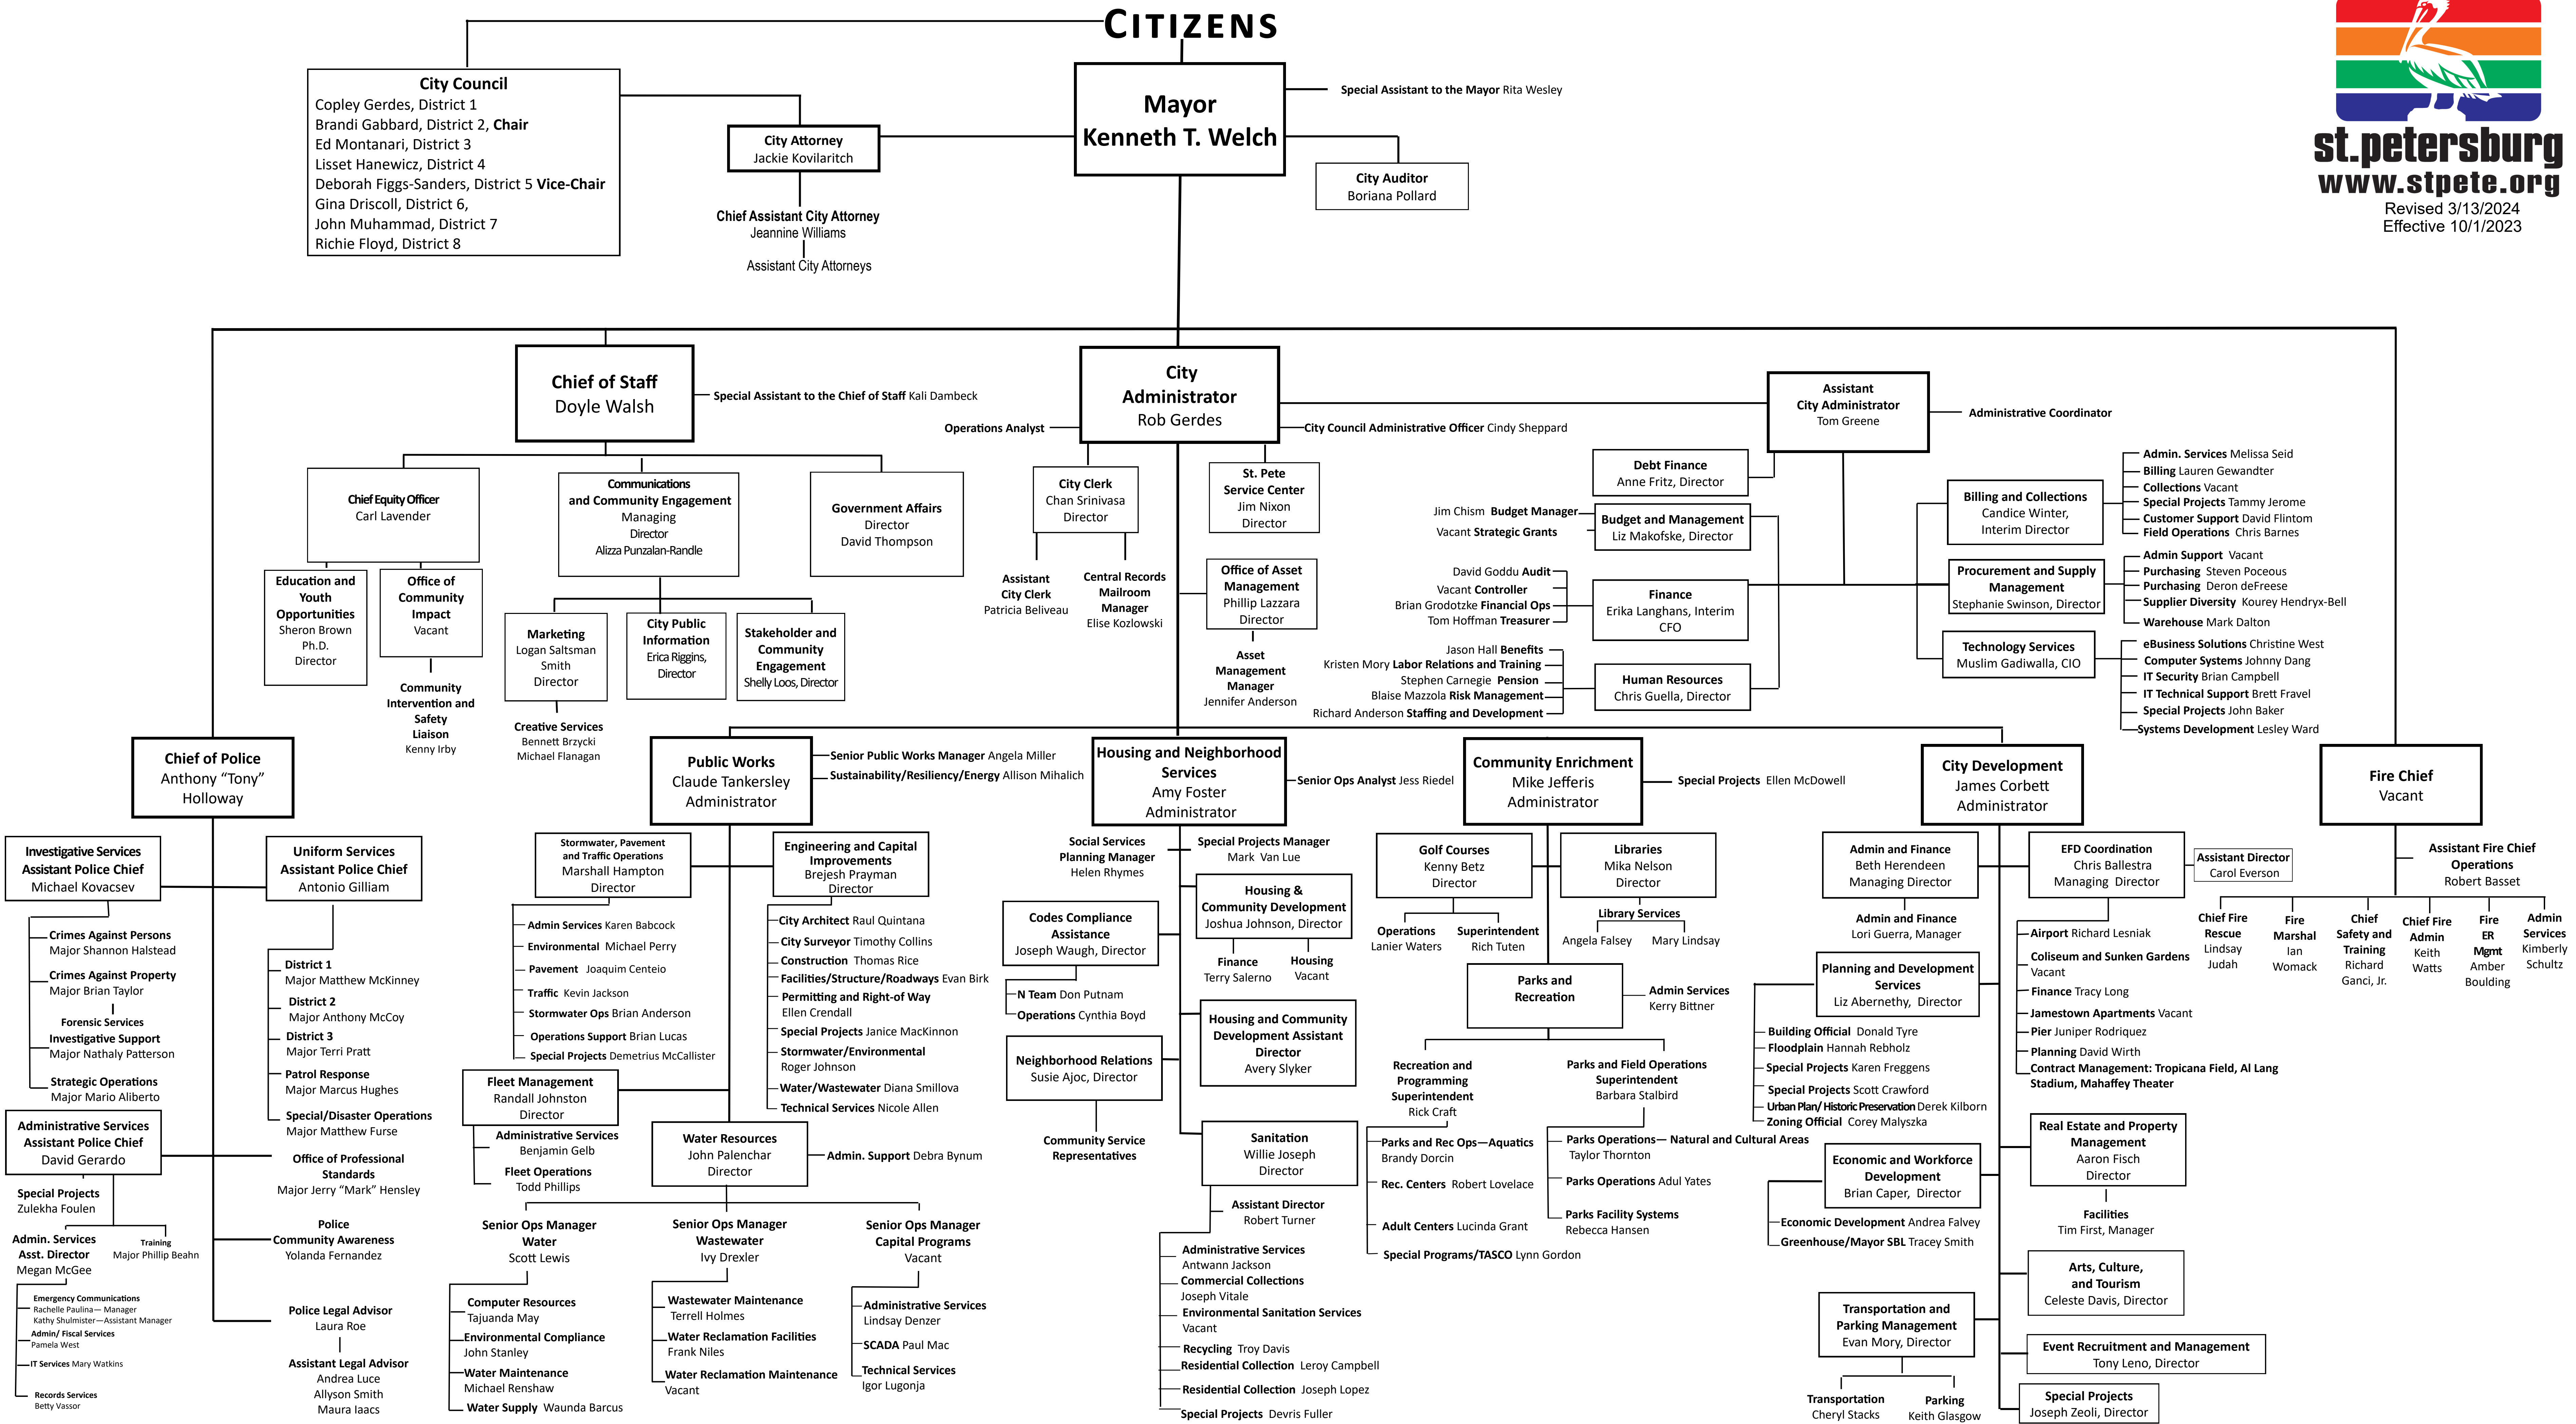 CITIZENS
City Council
Copley Gerdes, District 1
Brandi Gabbard, District 2, Chair
Ed Montanari, District 3
Lisset Hanewicz, District 4
Deborah Figgs-Sanders, District 5 Vice-Chair
Gina Driscoll, District 6,
John Muhammad, District 7
Richie Floyd, District 8
City Attorney
Jackie Kovilaritch
Chief Assistant City Attorney
Jeannine Williams
Assistant City Attorneys
Mayor
Kenneth T. Welch
Special Assistant to the Mayor Rita Wesley
City Auditor
Boriana Pollard
st.petersburg
www.stpete.org
Revised 3/13/2024
Effective 10/1/2023
Chief of Staff
Doyle Walsh
Special Assistant to the Chief of Staff Kali Dambeck
Chief Equity Officer
Carl Lavender
Education and
Youth
Opportunities
Sheron Brown
Ph.D.
Director
Office of
Community
Impact
Vacant
Community
Intervention and
Safety
Liaison
Kenny Irby
Communications
and Community Engagement
Managing
Director
Alizza Punzalan-Randle
Marketing
Logan Saltsman
Smith
Director
Creative Services
Bennett Brzycki
Michael Flanagan
City Public
Information
Erica Riggins,
Director
Stakeholder and
Community
Engagement
Shelly Loos, Director
Government Affairs
Director
David Thompson
City
Administrator
Rob Gerdes
Operations Analyst
City Council Administrative Officer Cindy Sheppard
City Clerk
Chan Srinivasa
Director
Assistant
City Clerk
Patricia Beliveau
Central Records
Mailroom
Manager
Elise Kozlowski
St. Pete
Service Center
Jim Nixon
Director
Office of Asset
Management
Phillip Lazzara
Director
Asset
Management
Manager
Jennifer Anderson
Assistant
City Administrator
Tom Greene
Administrative Coordinator
Debt Finance
Anne Fritz, Director
Jim Chism Budget Manager
Vacant Strategic Grants
Budget and Management
Liz Makofske, Director
David Goddu Audit
Vacant Controller
Brian Grodotzke Financial Ops
Tom Hoffman Treasurer
Finance
Erika Langhans, Interim
CFO
Jason Hall Benefits
Kristen Mory Labor Relations and Training
Stephen Carnegie Pension
Blaise Mazzola Risk Management
Richard Anderson Staffing and Development
Human Resources
Chris Guella, Director
Billing and Collections
Candice Winter,
Interim Director
Admin. Services Melissa Seid
Billing Lauren Gewandter
Collections Vacant
Special Projects Tammy Jerome
Customer Support David Flintom
Field Operations Chris Barnes
Procurement and Supply
Management
Stephanie Swinson, Director
Admin Support Vacant
Purchasing Steven Poceous
Purchasing Deron deFreese
Supplier Diversity Kourey Hendryx-Bell
Warehouse Mark Dalton
Technology Services
Muslim Gadiwalla, CIO
eBusiness Solutions Christine West
Computer Systems Johnny Dang
IT Security Brian Campbell
IT Technical Support Brett Fravel
Special Projects John Baker
Systems Development Lesley Ward
Chief of Police
Anthony “Tony”
Holloway
Investigative Services
Assistant Police Chief
Michael Kovacsev
Crimes Against Persons
Major Shannon Halstead
Crimes Against Property
Major Brian Taylor
Forensic Services
Investigative Support
Major Nathaly Patterson
Strategic Operations
Major Mario Aliberto
Uniform Services
Assistant Police Chief
Antonio Gilliam
District 1
Major Matthew McKinney
District 2
Major Anthony McCoy
District 3
Major Terri Pratt
Patrol Response
Major Marcus Hughes
Special/Disaster Operations
Major Matthew Furse
Administrative Services
Assistant Police Chief
David Gerardo
Special Projects
Zulekha Foulen
Admin. Services
Asst. Director
Megan McGee
Training
Major Phillip Beahn
Emergency Communications
Rachelle Paulina— Manager
Kathy Shulmister—Assistant Manager
Admin/ Fiscal Services
Pamela West
IT Services Mary Watkins
Records Services
Betty Vassor
Office of Professional
Standards
Major Jerry “Mark” Hensley
Police
Community Awareness
Yolanda Fernandez
Police Legal Advisor
Laura Roe
Assistant Legal Advisor
Andrea Luce
Allyson Smith
Maura Iaacs
Public Works
Claude Tankersley
Administrator
Senior Public Works Manager Angela Miller
Sustainability/Resiliency/Energy Allison Mihalich
Stormwater, Pavement
and Traffic Operations
Marshall Hampton
Director
Admin Services Karen Babcock
Environmental Michael Perry
Pavement Joaquim Centeio
Traffic Kevin Jackson
Stormwater Ops Brian Anderson
Operations Support Brian Lucas
Special Projects Demetrius McCallister
Engineering and Capital
Improvements
Brejesh Prayman
Director
City Architect Raul Quintana
City Surveyor Timothy Collins
Construction Thomas Rice
Facilities/Structure/Roadways Evan Birk
Permitting and Right-of Way
Ellen Crendall
Special Projects Janice MacKinnon
Stormwater/Environmental
Roger Johnson
Water/Wastewater Diana Smillova
Technical Services Nicole Allen
Fleet Management
Randall Johnston
Director
Administrative Services
Benjamin Gelb
Fleet Operations
Todd Phillips
Water Resources
John Palenchar
Director
Admin. Support Debra Bynum
Senior Ops Manager
Water
Scott Lewis
Computer Resources
Tajuanda May
Environmental Compliance
John Stanley
Water Maintenance
Michael Renshaw
Water Supply Waunda Barcus
Senior Ops Manager
Wastewater
Ivy Drexler
Wastewater Maintenance
Terrell Holmes
Water Reclamation Facilities
Frank Niles
Water Reclamation Maintenance
Vacant
Senior Ops Manager
Capital Programs
Vacant
Administrative Services
Lindsay Denzer
SCADA Paul Mac
Technical Services
Igor Lugonja
Housing and Neighborhood
Services
Amy Foster
Administrator
Senior Ops Analyst Jess Riedel
Social Services
Planning Manager
Helen Rhymes
Special Projects Manager
Mark Van Lue
Codes Compliance
Assistance
Joseph Waugh, Director
N Team Don Putnam
Operations Cynthia Boyd
Neighborhood Relations
Susie Ajoc, Director
Community Service
Representatives
Housing &
Community Development
Joshua Johnson, Director
Finance
Terry Salerno
Housing
Vacant
Housing and Community
Development Assistant
Director
Avery Slyker
Sanitation
Willie Joseph
Director
Assistant Director
Robert Turner
Administrative Services
Antwann Jackson
Commercial Collections
Joseph Vitale
Environmental Sanitation Services
Vacant
Recycling Troy Davis
Residential Collection Leroy Campbell
Residential Collection Joseph Lopez
Special Projects Devris Fuller
Community Enrichment
Mike Jefferis
Administrator
Special Projects Ellen McDowell
Golf Courses
Kenny Betz
Director
Operations
Lanier Waters
Superintendent
Rich Tuten
Libraries
Mika Nelson
Director
Library Services
Angela Falsey
Mary Lindsay
Parks and
Recreation
Admin Services
Kerry Bittner
Recreation and
Programming
Superintendent
Rick Craft
Parks and Rec Ops—Aquatics
Brandy Dorcin
Rec. Centers Robert Lovelace
Adult Centers Lucinda Grant
Special Programs/TASCO Lynn Gordon
Parks and Field Operations
Superintendent
Barbara Stalbird
Parks Operations— Natural and Cultural Areas
Taylor Thornton
Parks Operations Adul Yates
Parks Facility Systems
Rebecca Hansen
City Development
James Corbett
Administrator
Admin and Finance
Beth Herendeen
Managing Director
Admin and Finance
Lori Guerra, Manager
Planning and Development
Services
Liz Abernethy, Director
Building Official Donald Tyre
Floodplain Hannah Rebholz
Special Projects Karen Freggens
Special Projects Scott Crawford
Urban Plan/ Historic Preservation Derek Kilborn
Zoning Official Corey Malyszka
Economic and Workforce
Development
Brian Caper, Director
Economic Development Andrea Falvey
Greenhouse/Mayor SBL Tracey Smith
Transportation and
Parking Management
Evan Mory, Director
Transportation
Cheryl Stacks
Parking
Keith Glasgow
EFD Coordination
Chris Ballestra
Managing Director
Assistant Director
Carol Everson
Airport Richard Lesniak
Coliseum and Sunken Gardens
Vacant
Finance Tracy Long
Jamestown Apartments Vacant
Pier Juniper Rodriquez
Planning David Wirth
Contract Management: Tropicana Field, Al Lang
Stadium, Mahaffey Theater
Real Estate and Property
Management
Aaron Fisch
Director
Facilities
Tim First, Manager
Arts, Culture,
and Tourism
Celeste Davis, Director
Event Recruitment and Management
Tony Leno, Director
Special Projects
Joseph Zeoli, Director
Fire Chief
Vacant
Assistant Fire Chief
Operations
Robert Basset
Chief Fire
Rescue
Lindsay
Judah
Fire
Marshal
Ian
Womack
Chief
Safety and
Training
Richard
Ganci, Jr.
Chief Fire
Admin
Keith
Watts
Fire
ER
Mgmt
Amber
Boulding
Admin
Services
Kimberly
Schultz